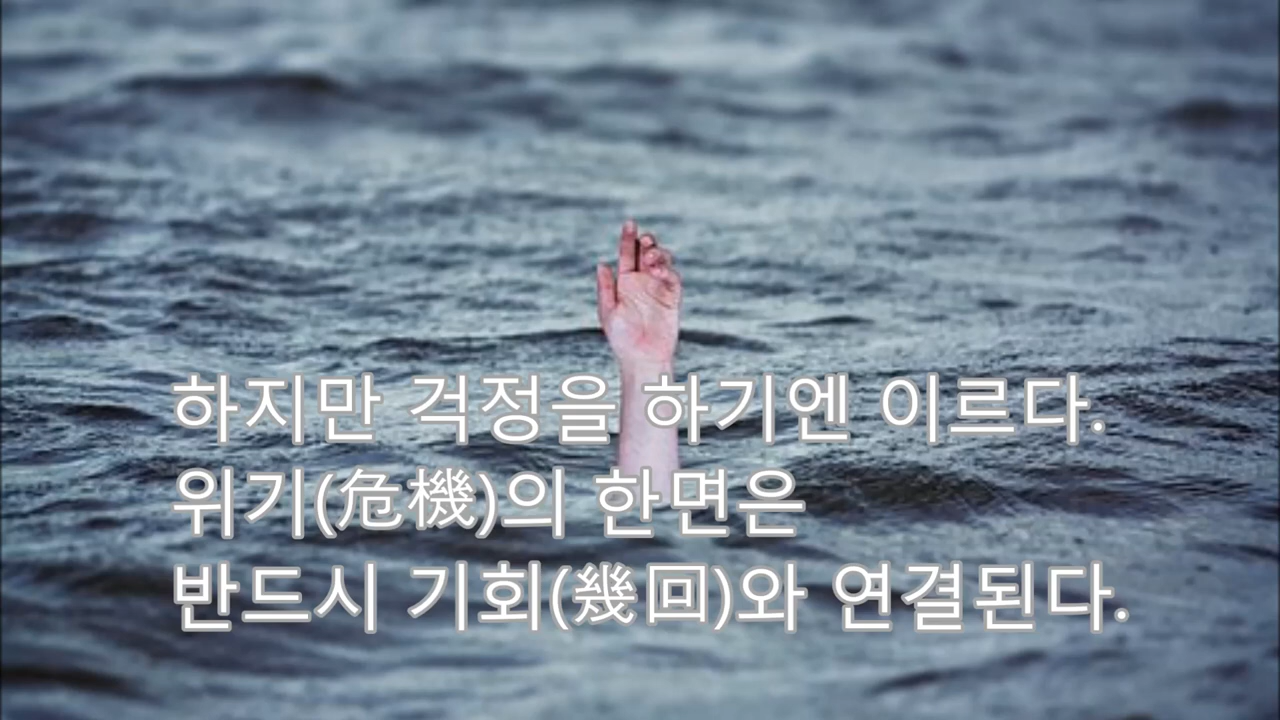 하지만 걱정을 하기엔 이르다.
위기(危機)의 한면은
반드시 기회(幾回)와 연결된다.